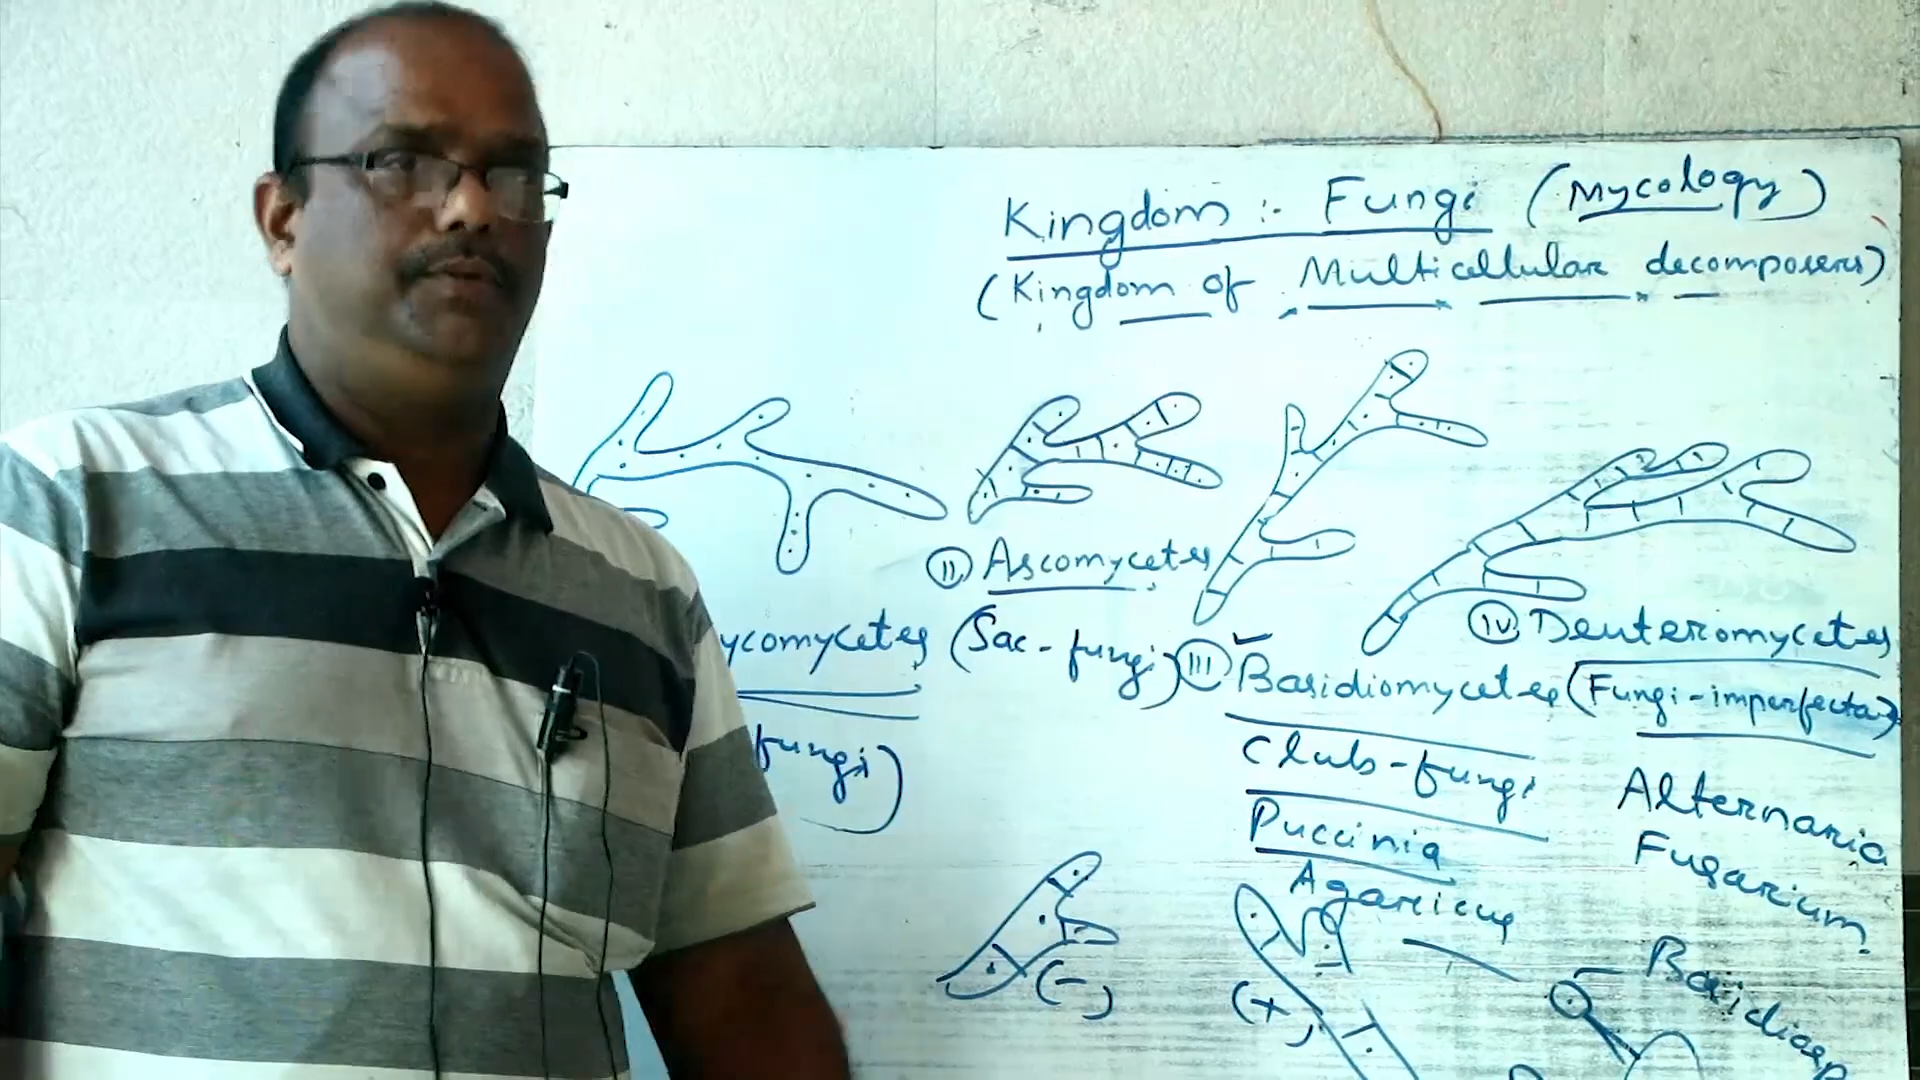 Kingdom :- Fungi (Mycology)
(Kingdom of Multicellular decomposers)
II Ascomycetes
(Sac-fungi)
ycomycetes
fungi)
III Basidiomycetes
Club-fungi
Puccinia
Agaricus
IV Deuteromycetes
(Fungi-imperfecta)
Alternaria
Fusarium
(-)
(+)
Basidiosp